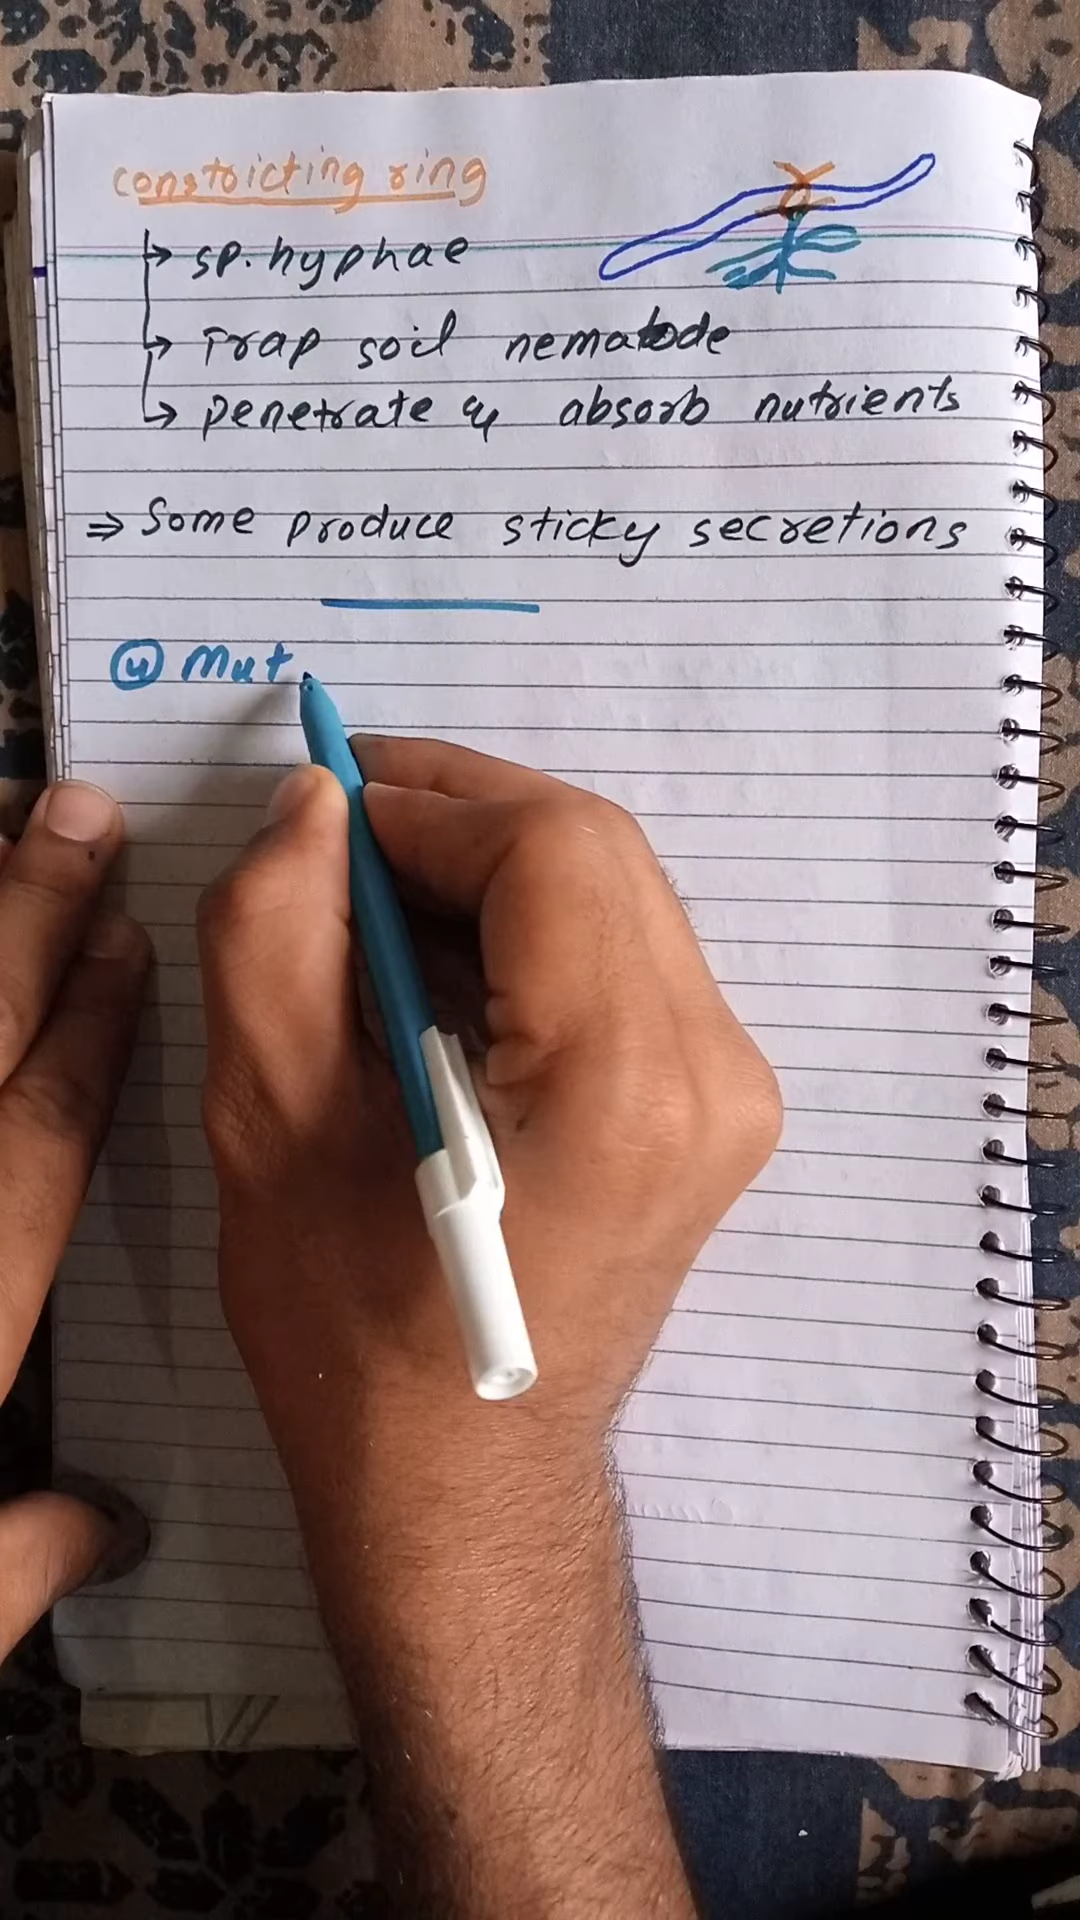 constricting ring
→ sp. hyphae
→ Trap soil nematode
→ Penetrate & absorb nutrients
⇒ Some produce sticky secretions
④ Mut